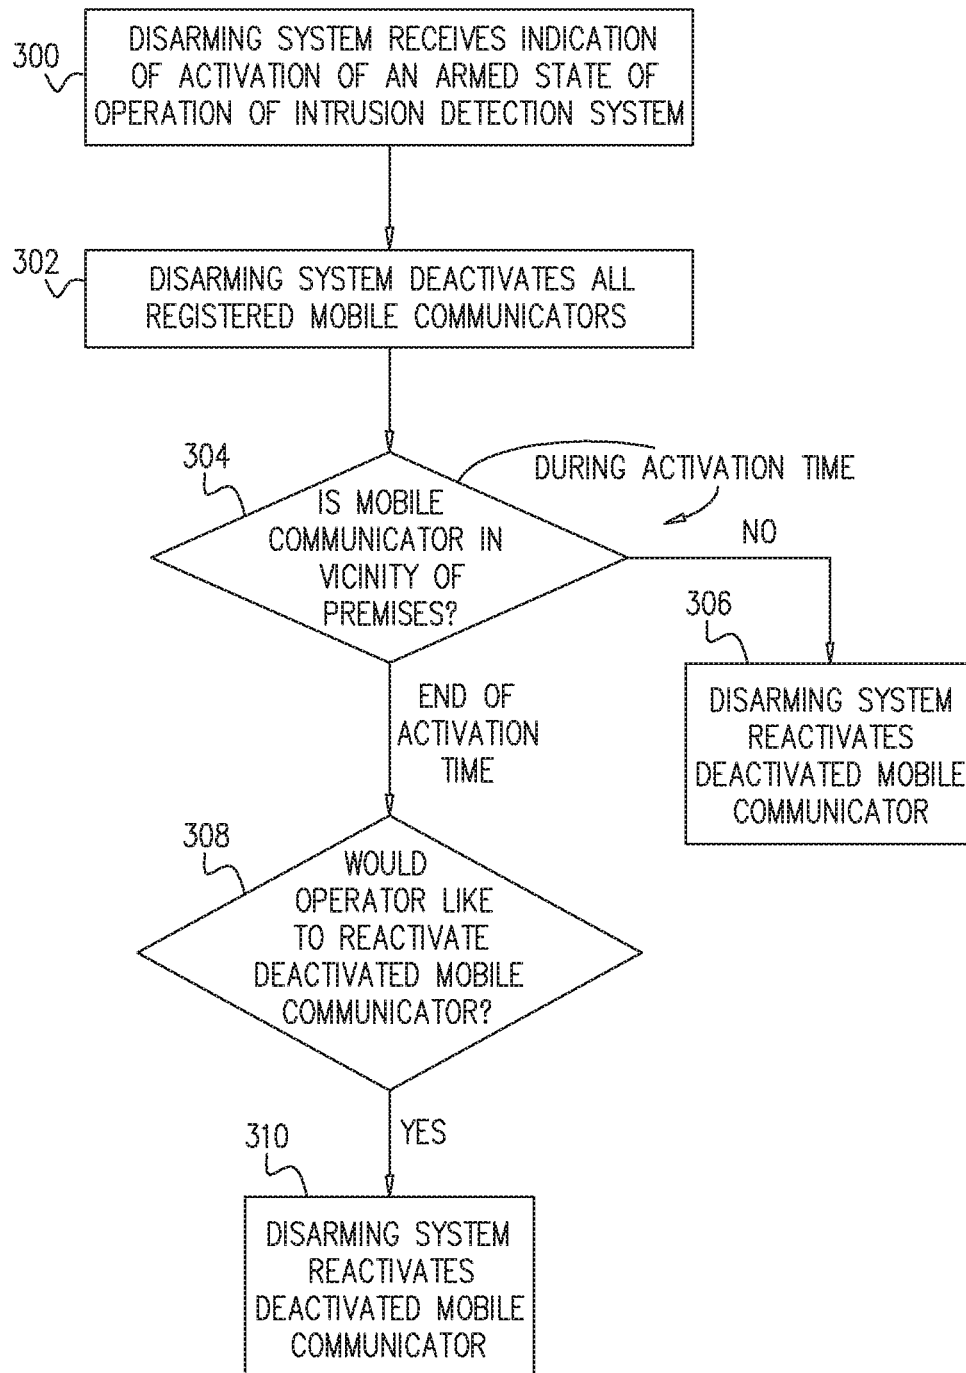 300
DISARMING SYSTEM RECEIVES INDICATION
OF ACTIVATION OF AN ARMED STATE OF
OPERATION OF INTRUSION DETECTION SYSTEM
302
DISARMING SYSTEM DEACTIVATES ALL
REGISTERED MOBILE COMMUNICATORS
304
IS MOBILE
COMMUNICATOR IN
VICINITY OF
PREMISES?
DURING ACTIVATION TIME
NO
306
DISARMING SYSTEM
REACTIVATES
DEACTIVATED MOBILE
COMMUNICATOR
END OF
ACTIVATION
TIME
308
WOULD
OPERATOR LIKE
TO REACTIVATE
DEACTIVATED MOBILE
COMMUNICATOR?
YES
310
DISARMING SYSTEM
REACTIVATES
DEACTIVATED MOBILE
COMMUNICATOR